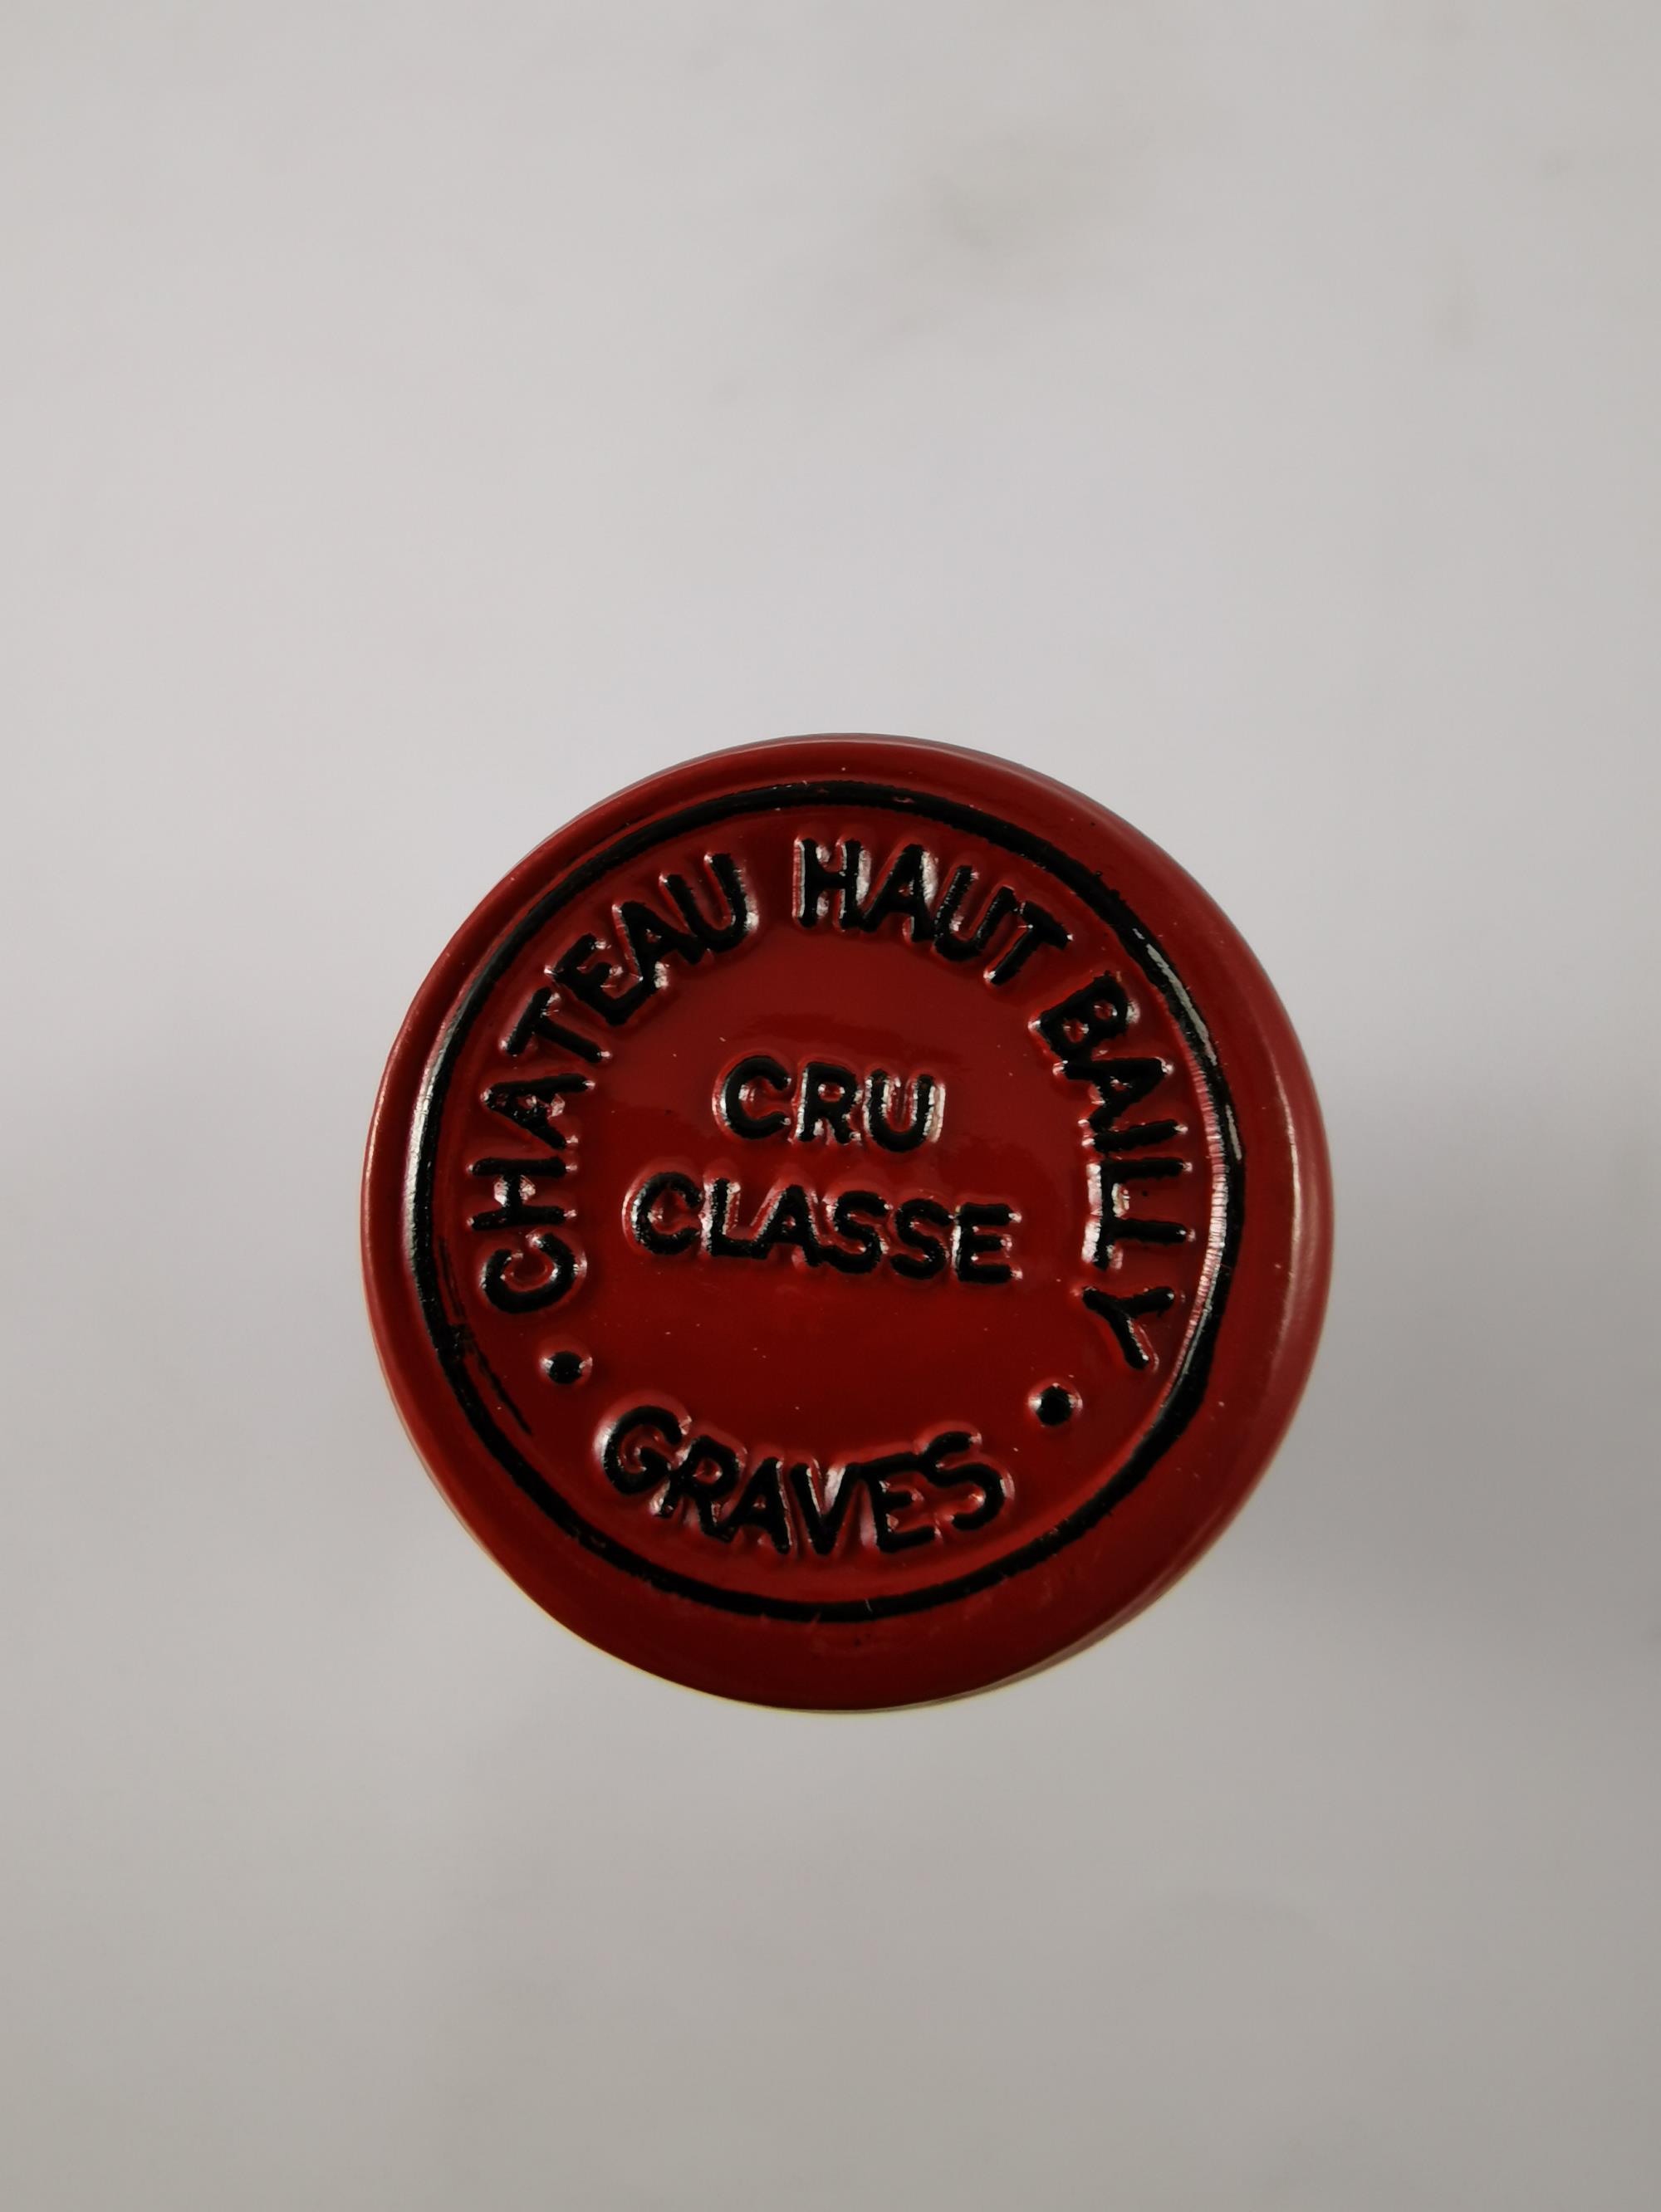 CHATEAU HAUT BAILLY
CRU
CLASSE
• GRAVES •